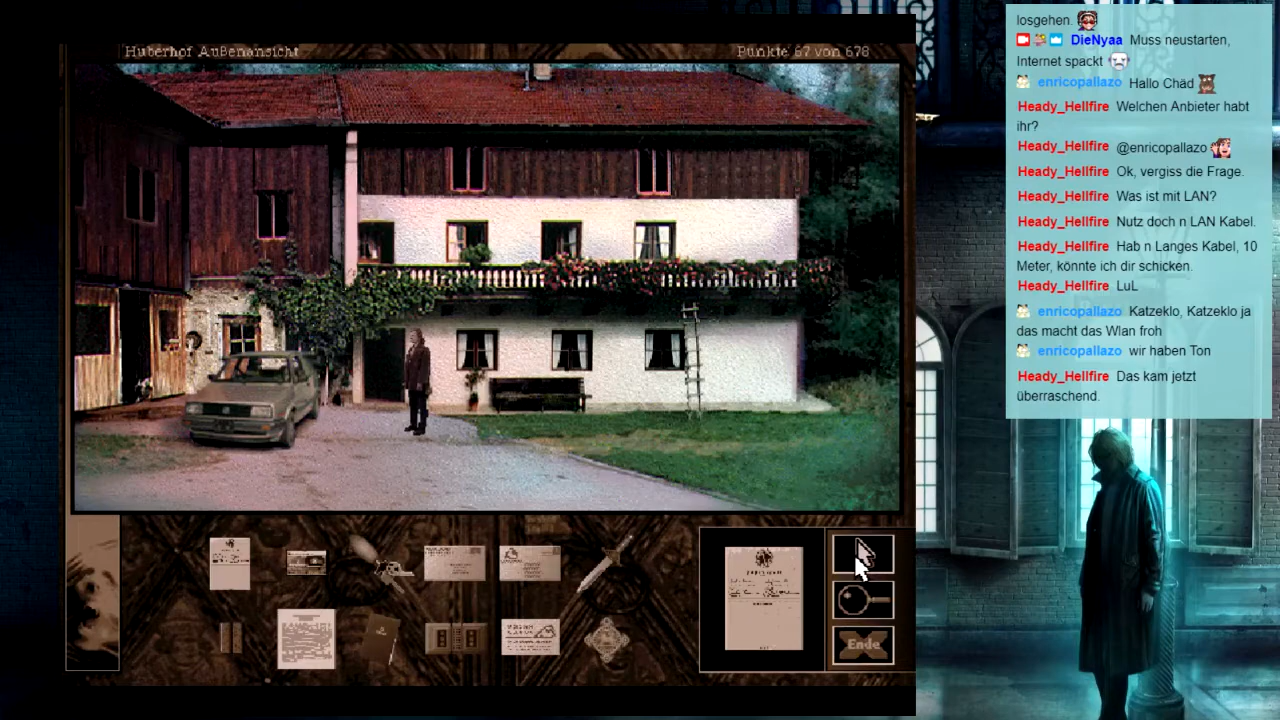 Huberhof Außenansicht
Punkte 67 von 678
Ende
losgehen.
DieNyaa Muss neustarten,
Internet spackt
enricopallazo Hallo Chäd
Heady_Hellfire Welchen Anbieter habt
ihr?
Heady_Hellfire @enricopallazo
Heady_Hellfire Ok, vergiss die Frage.
Heady_Hellfire Was ist mit LAN?
Heady_Hellfire Nutz doch n LAN Kabel.
Heady_Hellfire Hab n Langes Kabel, 10
Meter, könnte ich dir schicken.
Heady_Hellfire LuL
enricopallazo Katzeklo, Katzeklo ja
das macht das Wlan froh
enricopallazo wir haben Ton
Heady_Hellfire Das kam jetzt
überraschend.